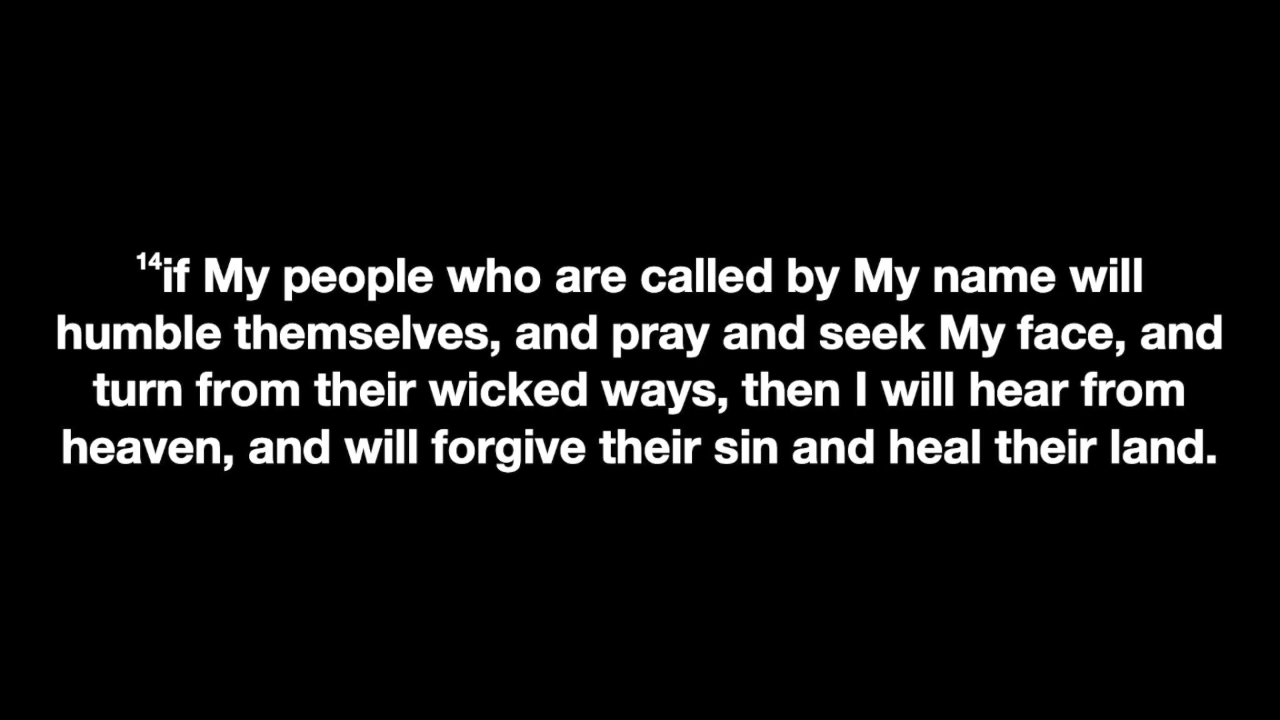 14if My people who are called by My name will
humble themselves, and pray and seek My face, and
turn from their wicked ways, then I will hear from
heaven, and will forgive their sin and heal their land.